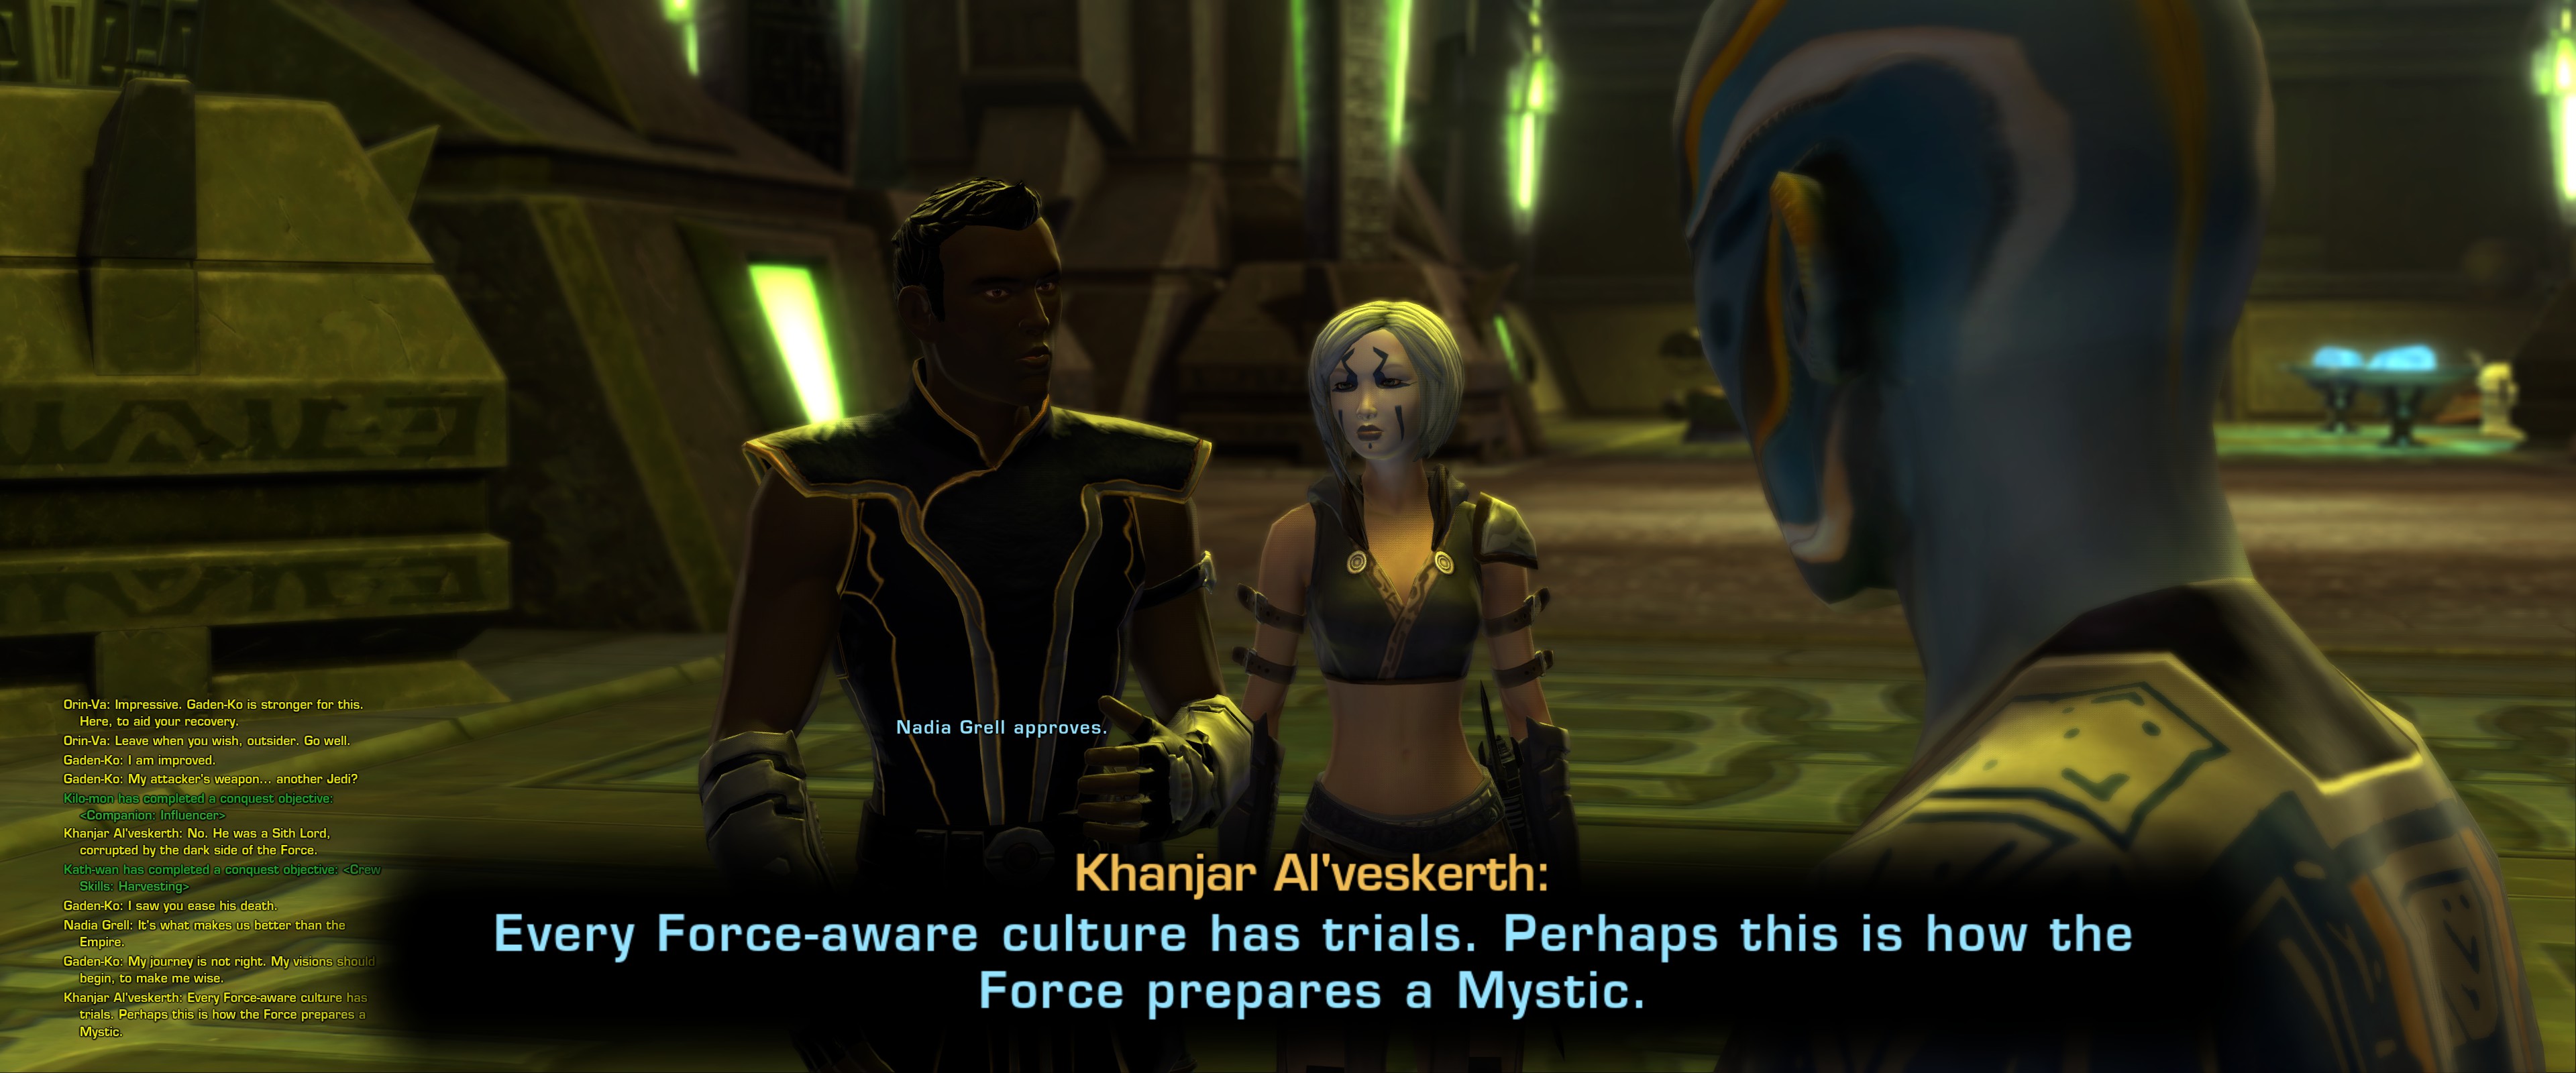 Orin-Va: Impressive. Gaden-Ko is stronger for this.
Here, to aid your recovery.
Orin-Va: Leave when you wish, outsider. Go well.
Gaden-Ko: I am improved.
Gaden-Ko: My attacker's weapon... another Jedi?
Kilo-mon has completed a conquest objective:
<Companion: Influencer>
Khanjar Al'veskerth: No. He was a Sith Lord,
corrupted by the dark side of the Force.
Kath-wan has completed a conquest objective: <Crew
Skills: Harvesting>
Gaden-Ko: I saw you ease his death.
Nadia Grell: It's what makes us better than the
Empire.
Gaden-Ko: My journey is not right. My visions should
begin, to make me wise.
Khanjar Al'veskerth: Every Force-aware culture has
trials. Perhaps this is how the Force prepares a
Mystic.
Nadia Grell approves.
Khanjar Al'veskerth:
Every Force-aware culture has trials. Perhaps this is how the
Force prepares a Mystic.